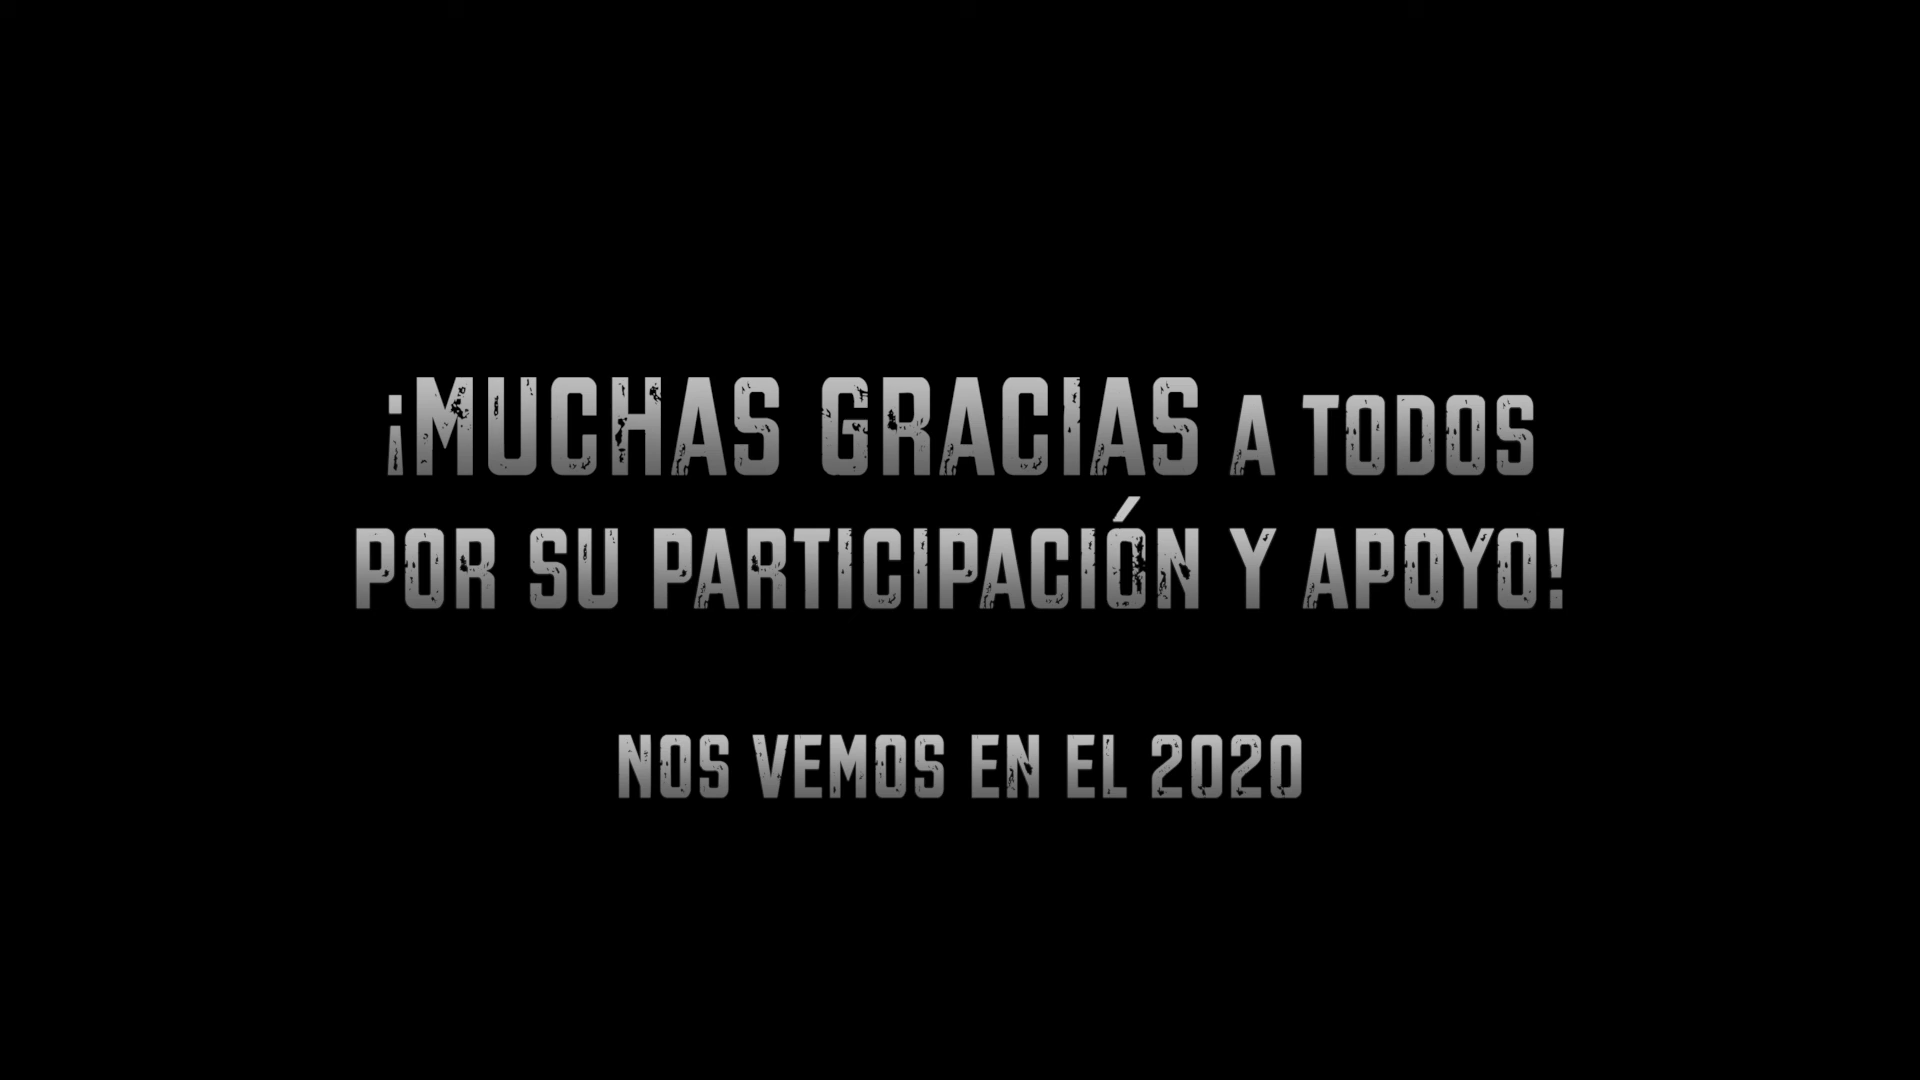 ¡MUCHAS GRACIAS A TODOS
POR SU PARTICIPACIÓN Y APOYO!
NOS VEMOS EN EL 2020